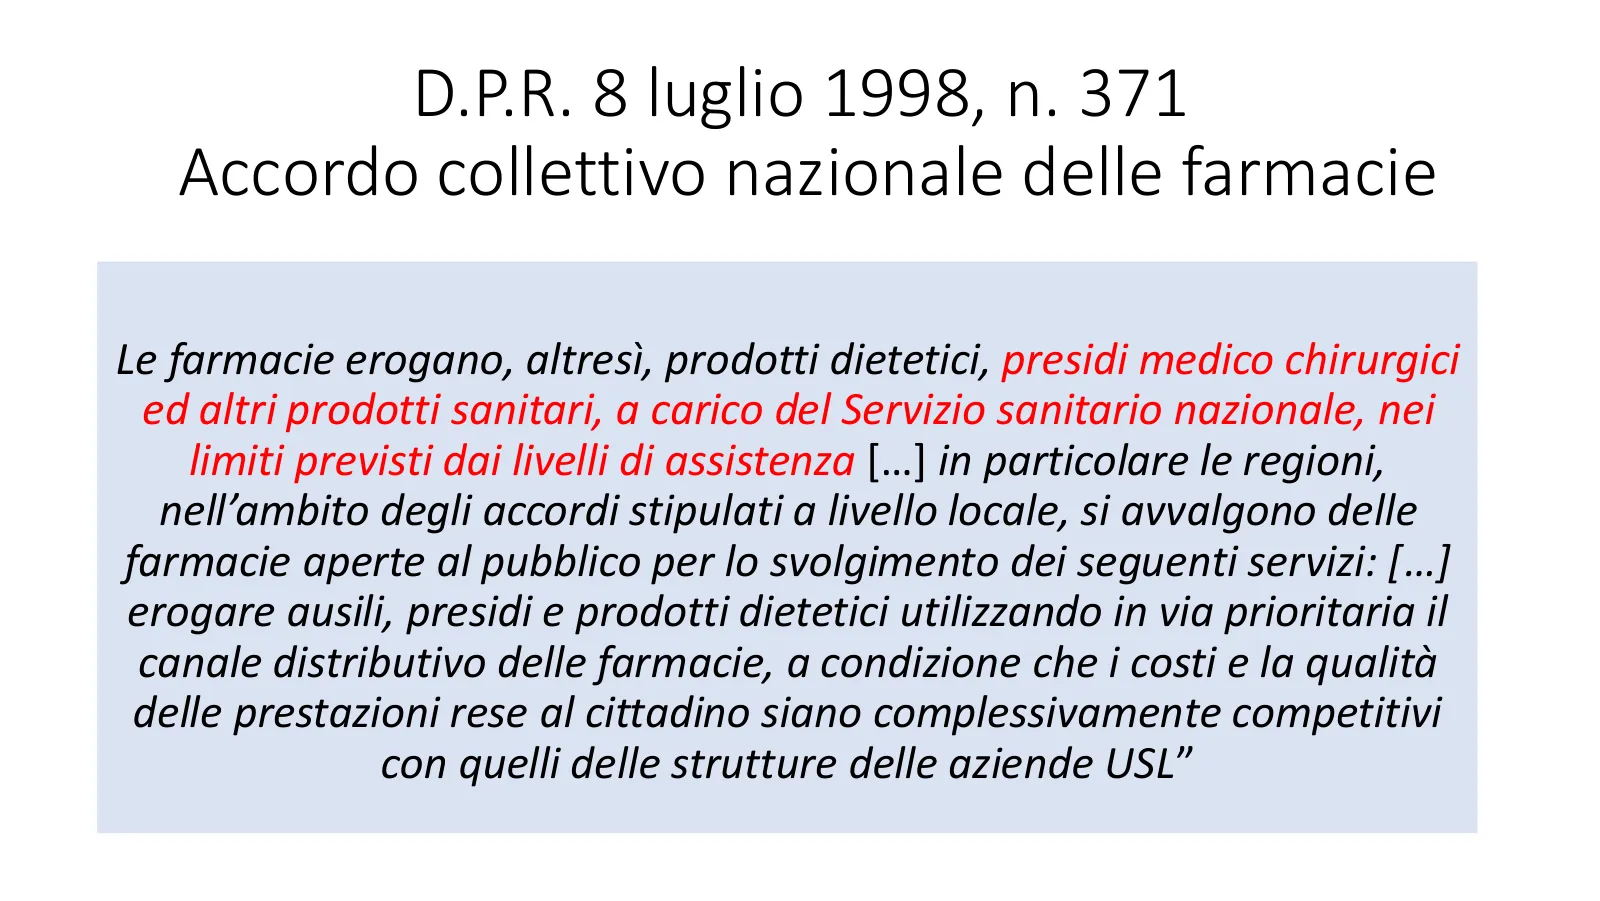 D.P.R. 8 luglio 1998, n. 371
Accordo collettivo nazionale delle farmacie
Le farmacie erogano, altresì, prodotti dietetici, presidi medico chirurgici
ed altri prodotti sanitari, a carico del Servizio sanitario nazionale, nei
limiti previsti dai livelli di assistenza […] in particolare le regioni,
nell’ambito degli accordi stipulati a livello locale, si avvalgono delle
farmacie aperte al pubblico per lo svolgimento dei seguenti servizi: […]
erogare ausili, presidi e prodotti dietetici utilizzando in via prioritaria il
canale distributivo delle farmacie, a condizione che i costi e la qualità
delle prestazioni rese al cittadino siano complessivamente competitivi
con quelli delle strutture delle aziende USL”